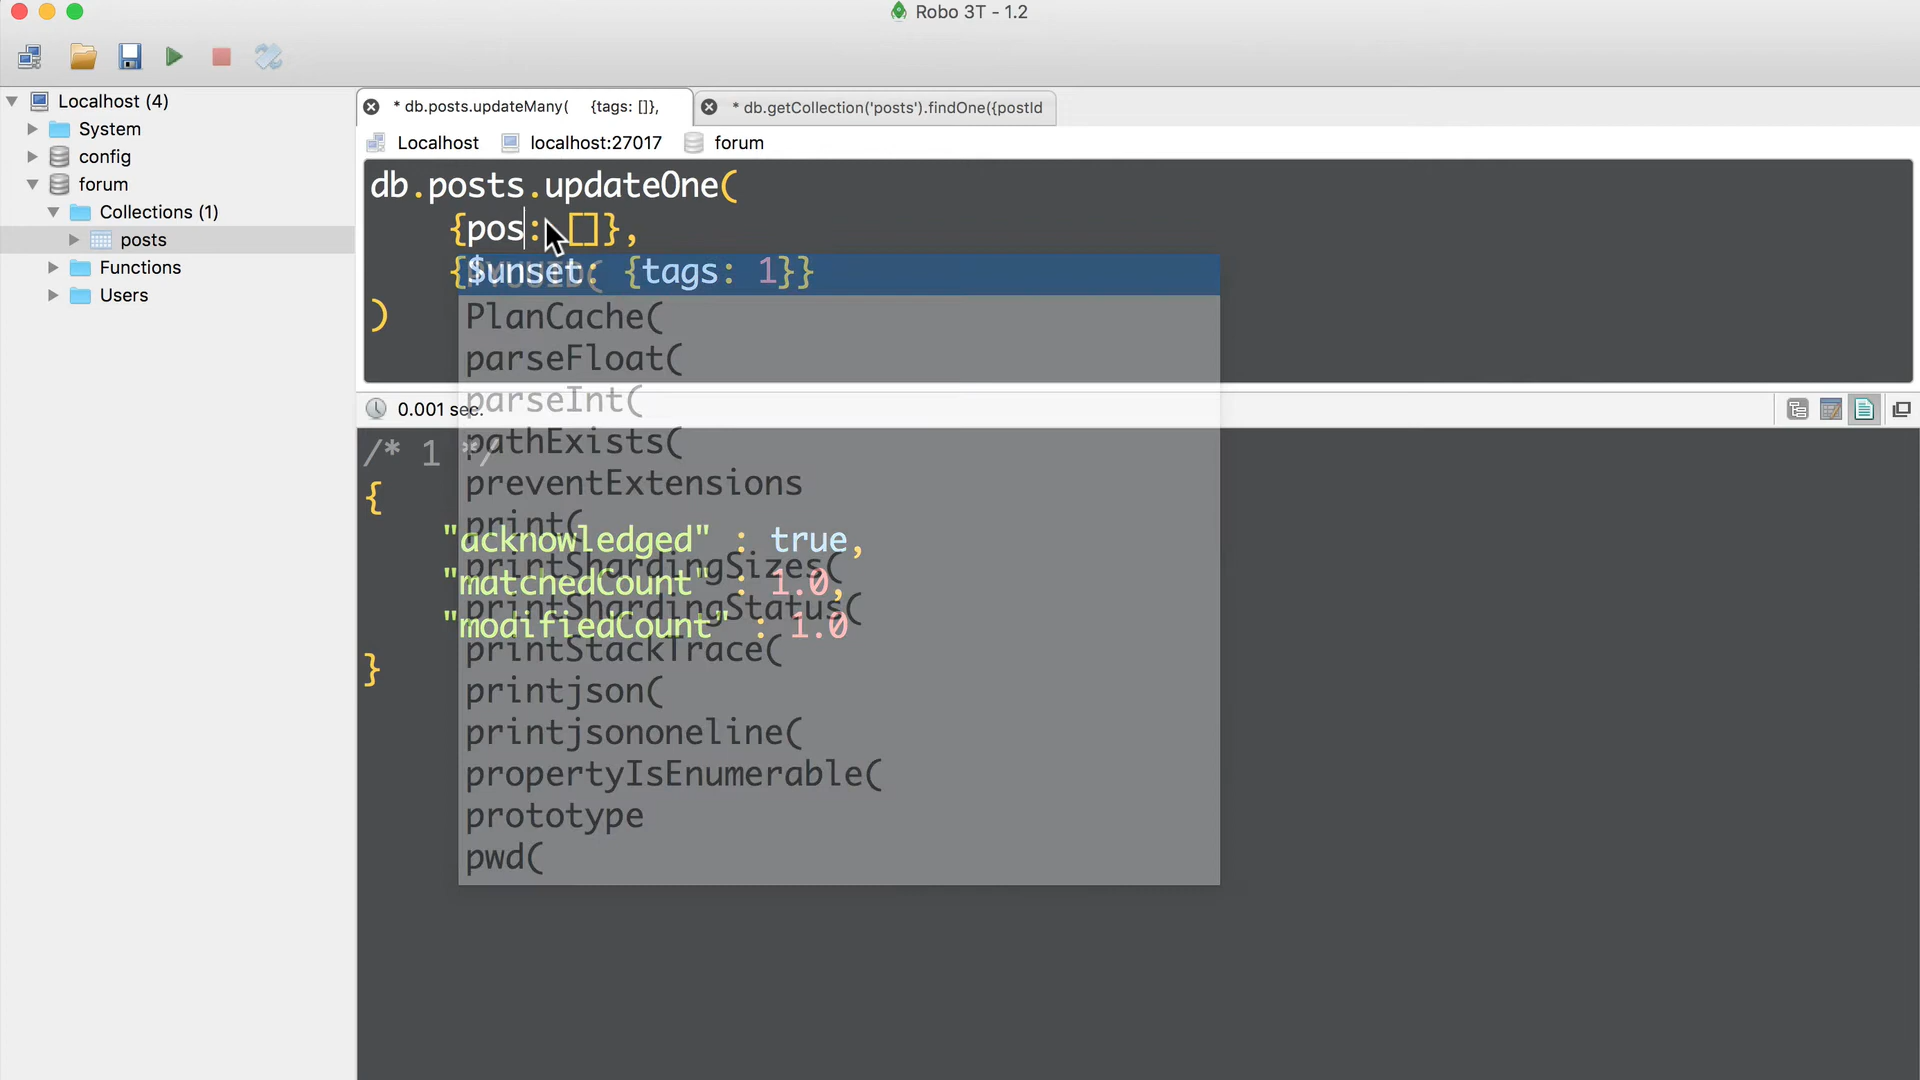 Robo 3T - 1.2
Localhost (4)
System
config
forum
Collections (1)
posts
Functions
Users
* db.posts.updateMany( {tags: []},
* db.getCollection('posts').findOne({postId
Localhost localhost:27017 forum
db.posts.updateOne(
{pos: []},
{$unset: {tags: 1}}
)
PlanCache(
parseFloat(
parseInt(
pathExists(
preventExtensions
print(
printShardingSizes(
printShardingStatus(
printStackTrace(
printjson(
printjsononeline(
propertyIsEnumerable(
prototype
pwd(
0.001 sec.
/* 1 */
{
"acknowledged" : true,
"matchedCount" : 1.0,
"modifiedCount" : 1.0
}